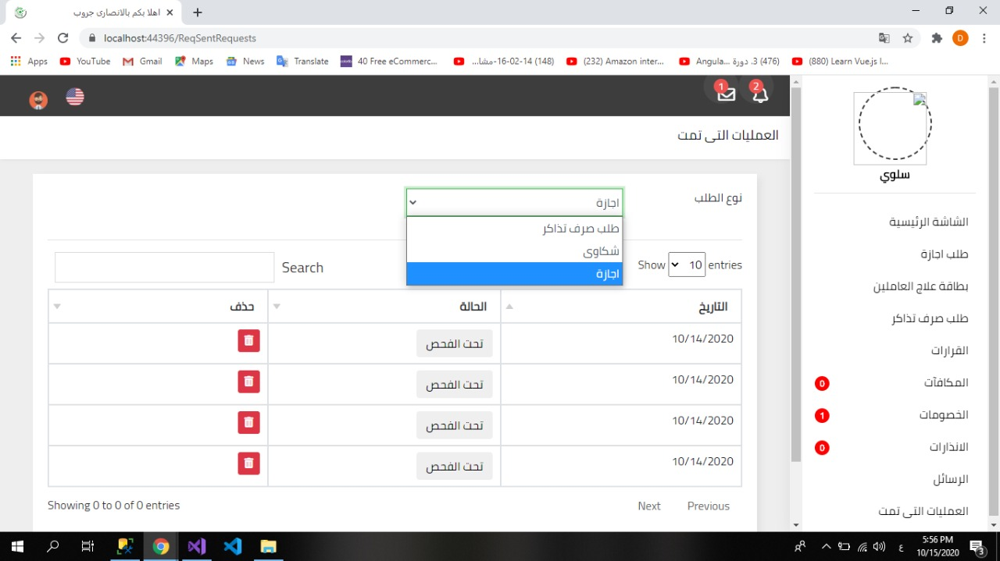 اهلا بكم بالانصارى جروب
localhost:44396/ReqSentRequests
D
Apps
YouTube
Gmail
Maps
News
Translate
40 Free eCommerc...
(148) 16-02-14-مشا...
(232) Amazon inter...
(476) 3. دورة Angula...
(880) Learn Vue.js l...
1
2
العمليات التى تمت
سلوي
الشاشة الرئيسية
طلب اجازة
بطاقة علاج العاملين
طلب صرف تذاكر
القرارات
المكافآت
0
الخصومات
1
الانذارات
0
الرسائل
العمليات التى تمت
نوع الطلب
اجازة
طلب صرف تذاكر
شكاوى
اجازة
Show 10 entries
Search
التاريخ الحالة حذف
10/14/2020 تحت الفحص
10/14/2020 تحت الفحص
10/14/2020 تحت الفحص
10/14/2020 تحت الفحص
Showing 0 to 0 of 0 entries
Next Previous
ع
5:56 PM
10/15/2020
3